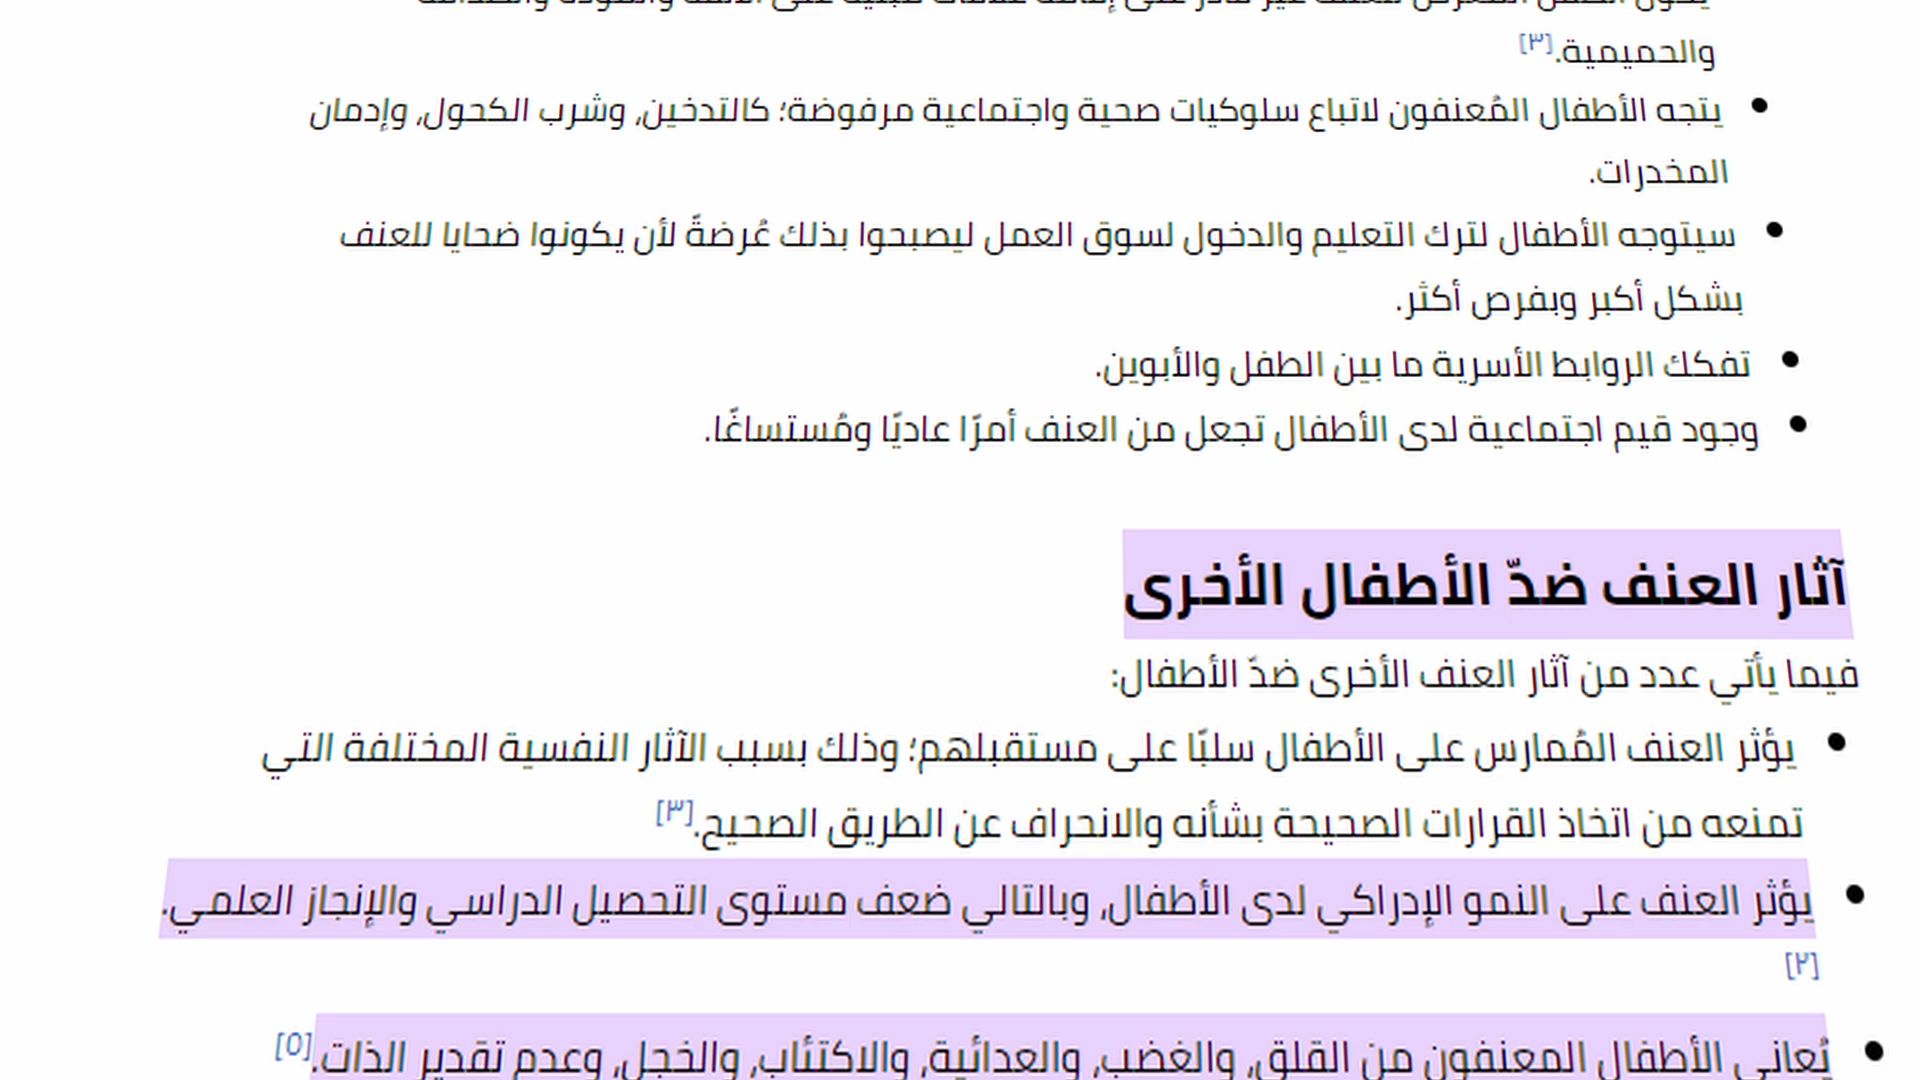 والحميمية.[٣]
يتجه الأطفال المُعنفون لاتباع سلوكيات صحية واجتماعية مرفوضة؛ كالتدخين، وشرب الكحول، وإدمان
المخدرات.
سيتوجه الأطفال لترك التعليم والدخول لسوق العمل ليصبحوا بذلك عُرضةً لأن يكونوا ضحايا للعنف
بشكل أكبر وبفرص أكثر.
تفكك الروابط الأسرية ما بين الطفل والأبوين.
وجود قيم اجتماعية لدى الأطفال تجعل من العنف أمرًا عاديًا ومُستساغًا.
آثار العنف ضدّ الأطفال الأخرى
فيما يأتي عدد من آثار العنف الأخرى ضدّ الأطفال:
يؤثر العنف المُمارس على الأطفال سلبًا على مستقبلهم؛ وذلك بسبب الآثار النفسية المختلفة التي
تمنعه من اتخاذ القرارات الصحيحة بشأنه والانحراف عن الطريق الصحيح.[٣]
يؤثر العنف على النمو الإدراكي لدى الأطفال، وبالتالي ضعف مستوى التحصيل الدراسي والإنجاز العلمي.
[٢]
يُعاني الأطفال المعنفون من القلق، والغضب، والعدائية، والاكتئاب، والخجل، وعدم تقدير الذات.[٥]